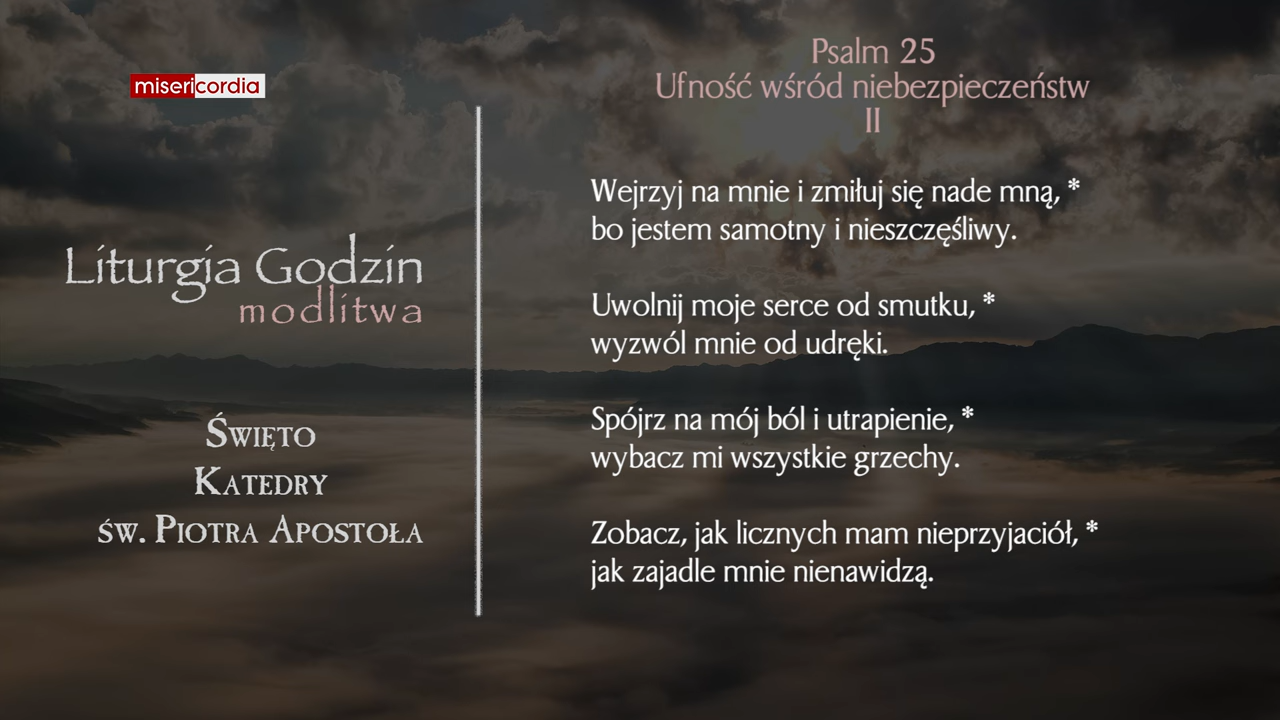 misericordia
Liturgia Godzin
modlitwa
Święto
Katedry
św. Piotra Apostoła
Psalm 25
Ufność wśród niebezpieczeństw
II
Wejrzyj na mnie i zmiłuj się nade mną, *
bo jestem samotny i nieszczęśliwy.
Uwolnij moje serce od smutku, *
wyzwól mnie od udręki.
Spójrz na mój ból i utrapienie, *
wybacz mi wszystkie grzechy.
Zobacz, jak licznych mam nieprzyjaciół, *
jak zajadle mnie nienawidzą.